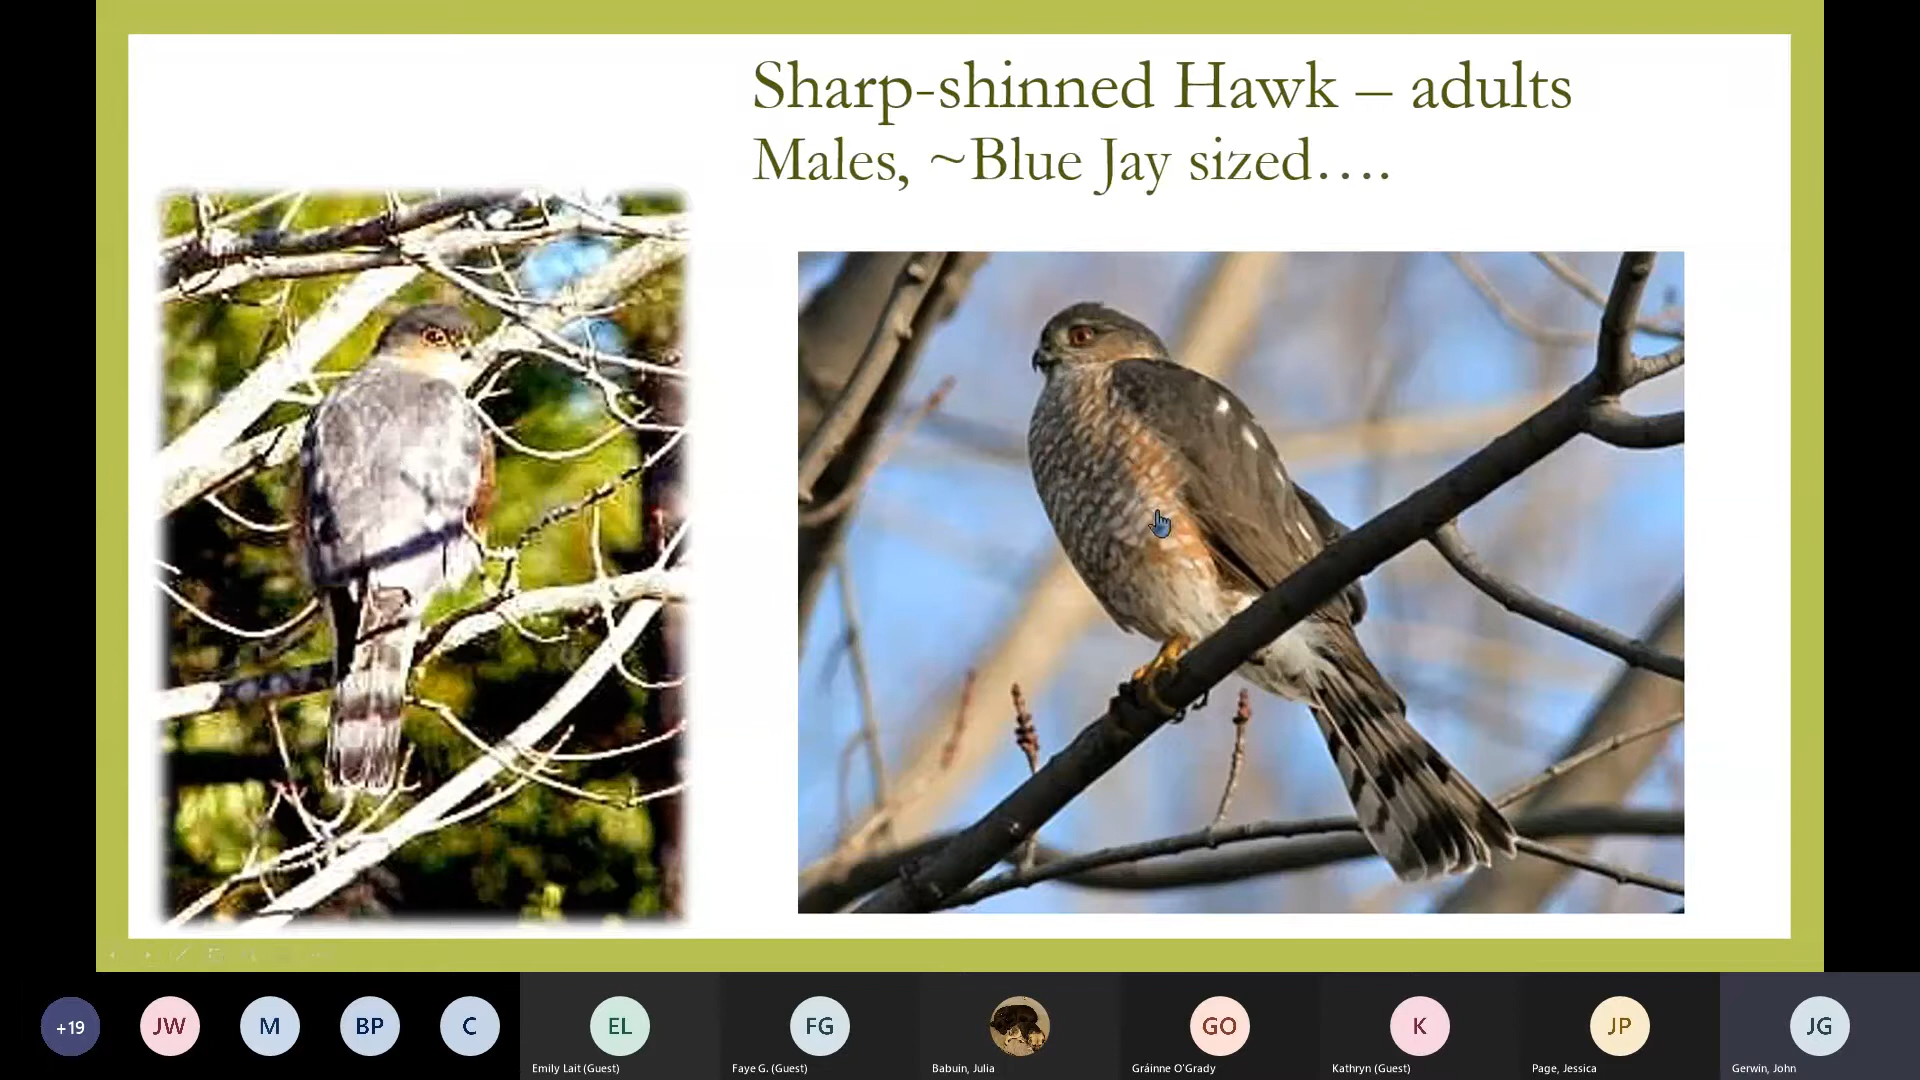 Sharp-shinned Hawk – adults
Males, ~Blue Jay sized….
+19
JW
M
BP
C
EL
FG
GO
K
JP
JG
Emily Lait (Guest)
Faye G. (Guest)
Babuin, Julia
Gráinne O'Grady
Kathryn (Guest)
Page, Jessica
Gerwin, John